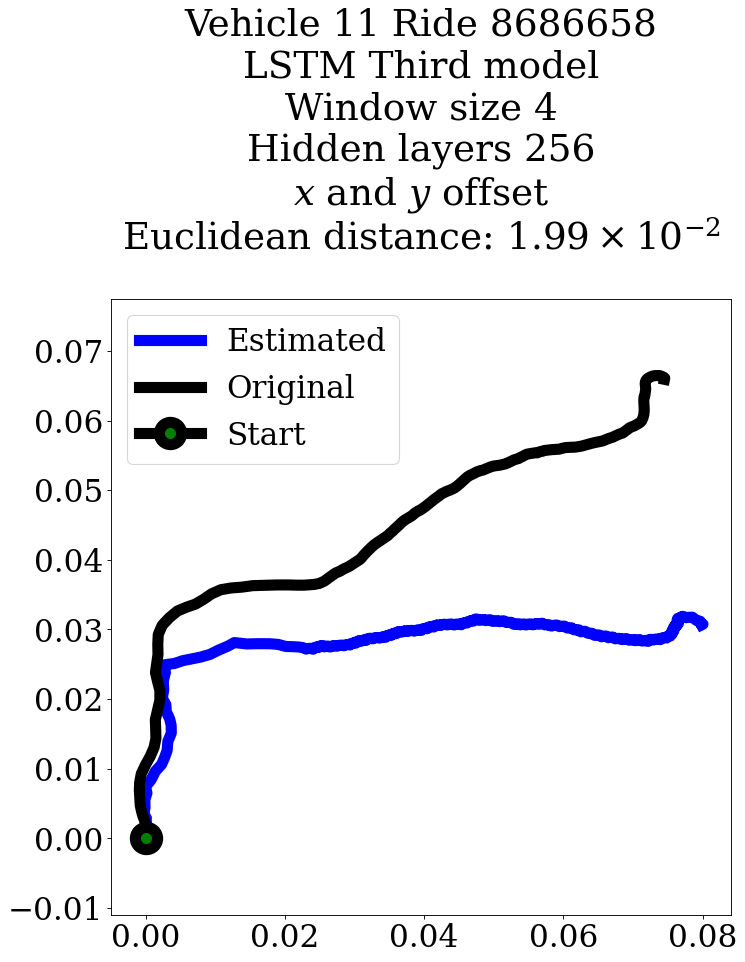 Vehicle 11 Ride 8686658
LSTM Third model
Window size 4
Hidden layers 256
x and y offset
Euclidean distance: 1.99 × 10⁻²
Estimated
Original
Start
0.07
0.06
0.05
0.04
0.03
0.02
0.01
0.00
−0.01
0.00 0.02 0.04 0.06 0.08